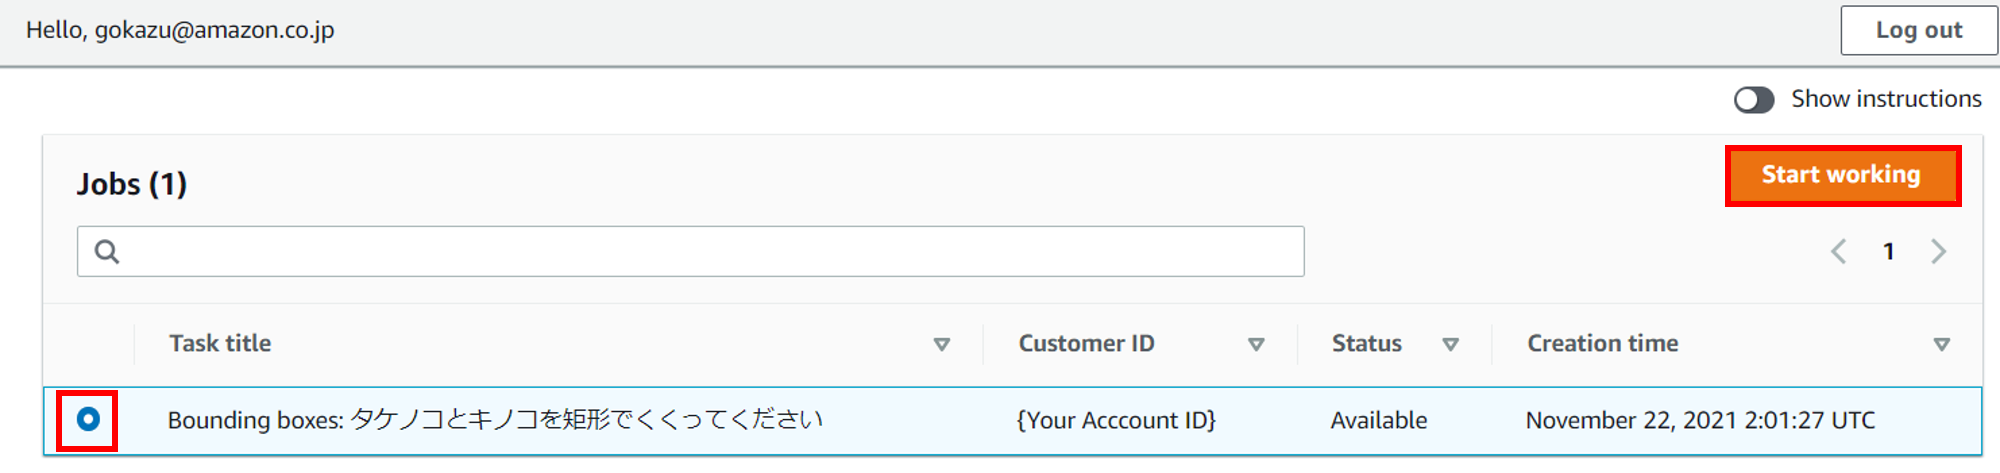 Hello, gokazu@amazon.co.jp
Log out
Show instructions
Jobs (1)
Start working
1
Task title Customer ID Status Creation time
Bounding boxes: タケノコとキノコを矩形でくくってください {Your Acccount ID} Available November 22, 2021 2:01:27 UTC